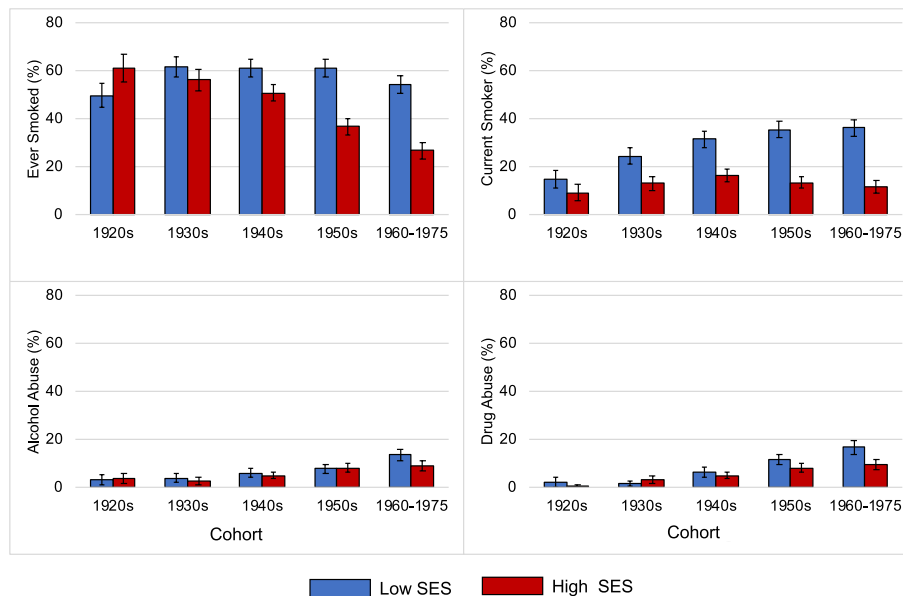 Ever Smoked (%)
80
60
40
20
0
1920s 1930s 1940s 1950s 1960-1975
Current Smoker (%)
80
60
40
20
0
1920s 1930s 1940s 1950s 1960-1975
Alcohol Abuse (%)
80
60
40
20
0
1920s 1930s 1940s 1950s 1960-1975
Cohort
Drug Abuse (%)
80
60
40
20
0
1920s 1930s 1940s 1950s 1960-1975
Cohort
Low SES High SES